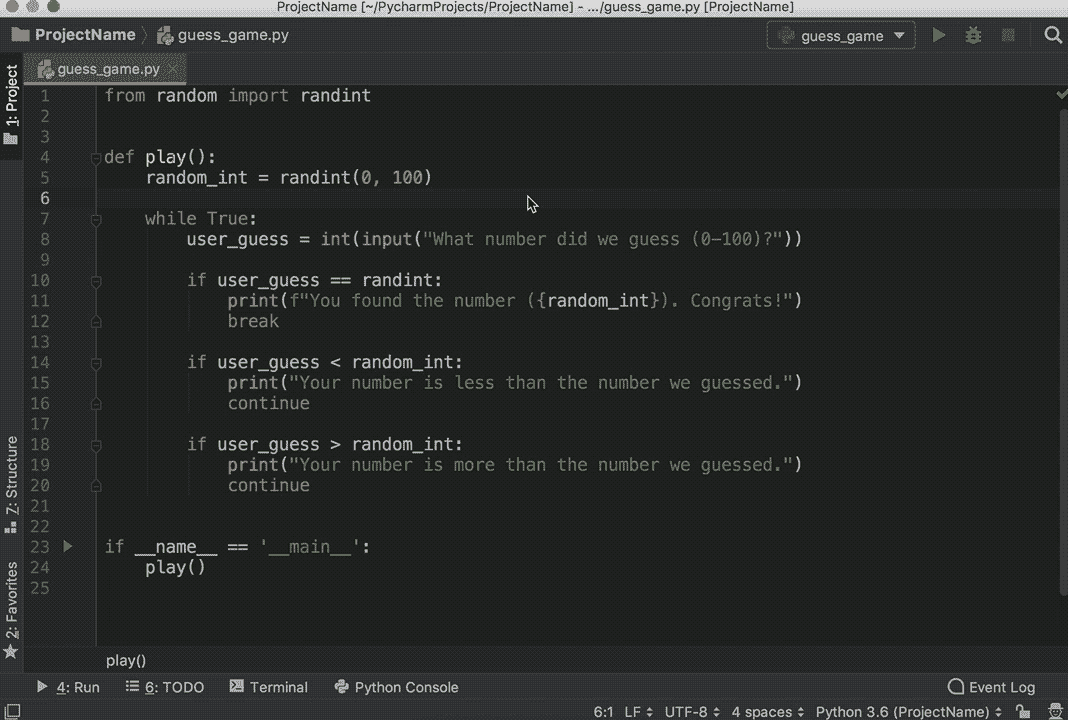 ProjectName [~/PycharmProjects/ProjectName] - .../guess_game.py [ProjectName]
ProjectName guess_game.py guess_game
guess_game.py
1: Project
1 from random import randint
2
3
4 def play():
5     random_int = randint(0, 100)
6
7     while True:
8         user_guess = int(input("What number did we guess (0-100)?"))
9
10         if user_guess == randint:
11             print(f"You found the number ({random_int}). Congrats!")
12             break
13
14         if user_guess < random_int:
15             print("Your number is less than the number we guessed.")
16             continue
17
18         if user_guess > random_int:
19             print("Your number is more than the number we guessed.")
20             continue
21
22
23 if __name__ == '__main__':
24     play()
25
7: Structure
2: Favorites
play()
4: Run 6: TODO Terminal Python Console Event Log
6:1 LF UTF-8 4 spaces Python 3.6 (ProjectName)